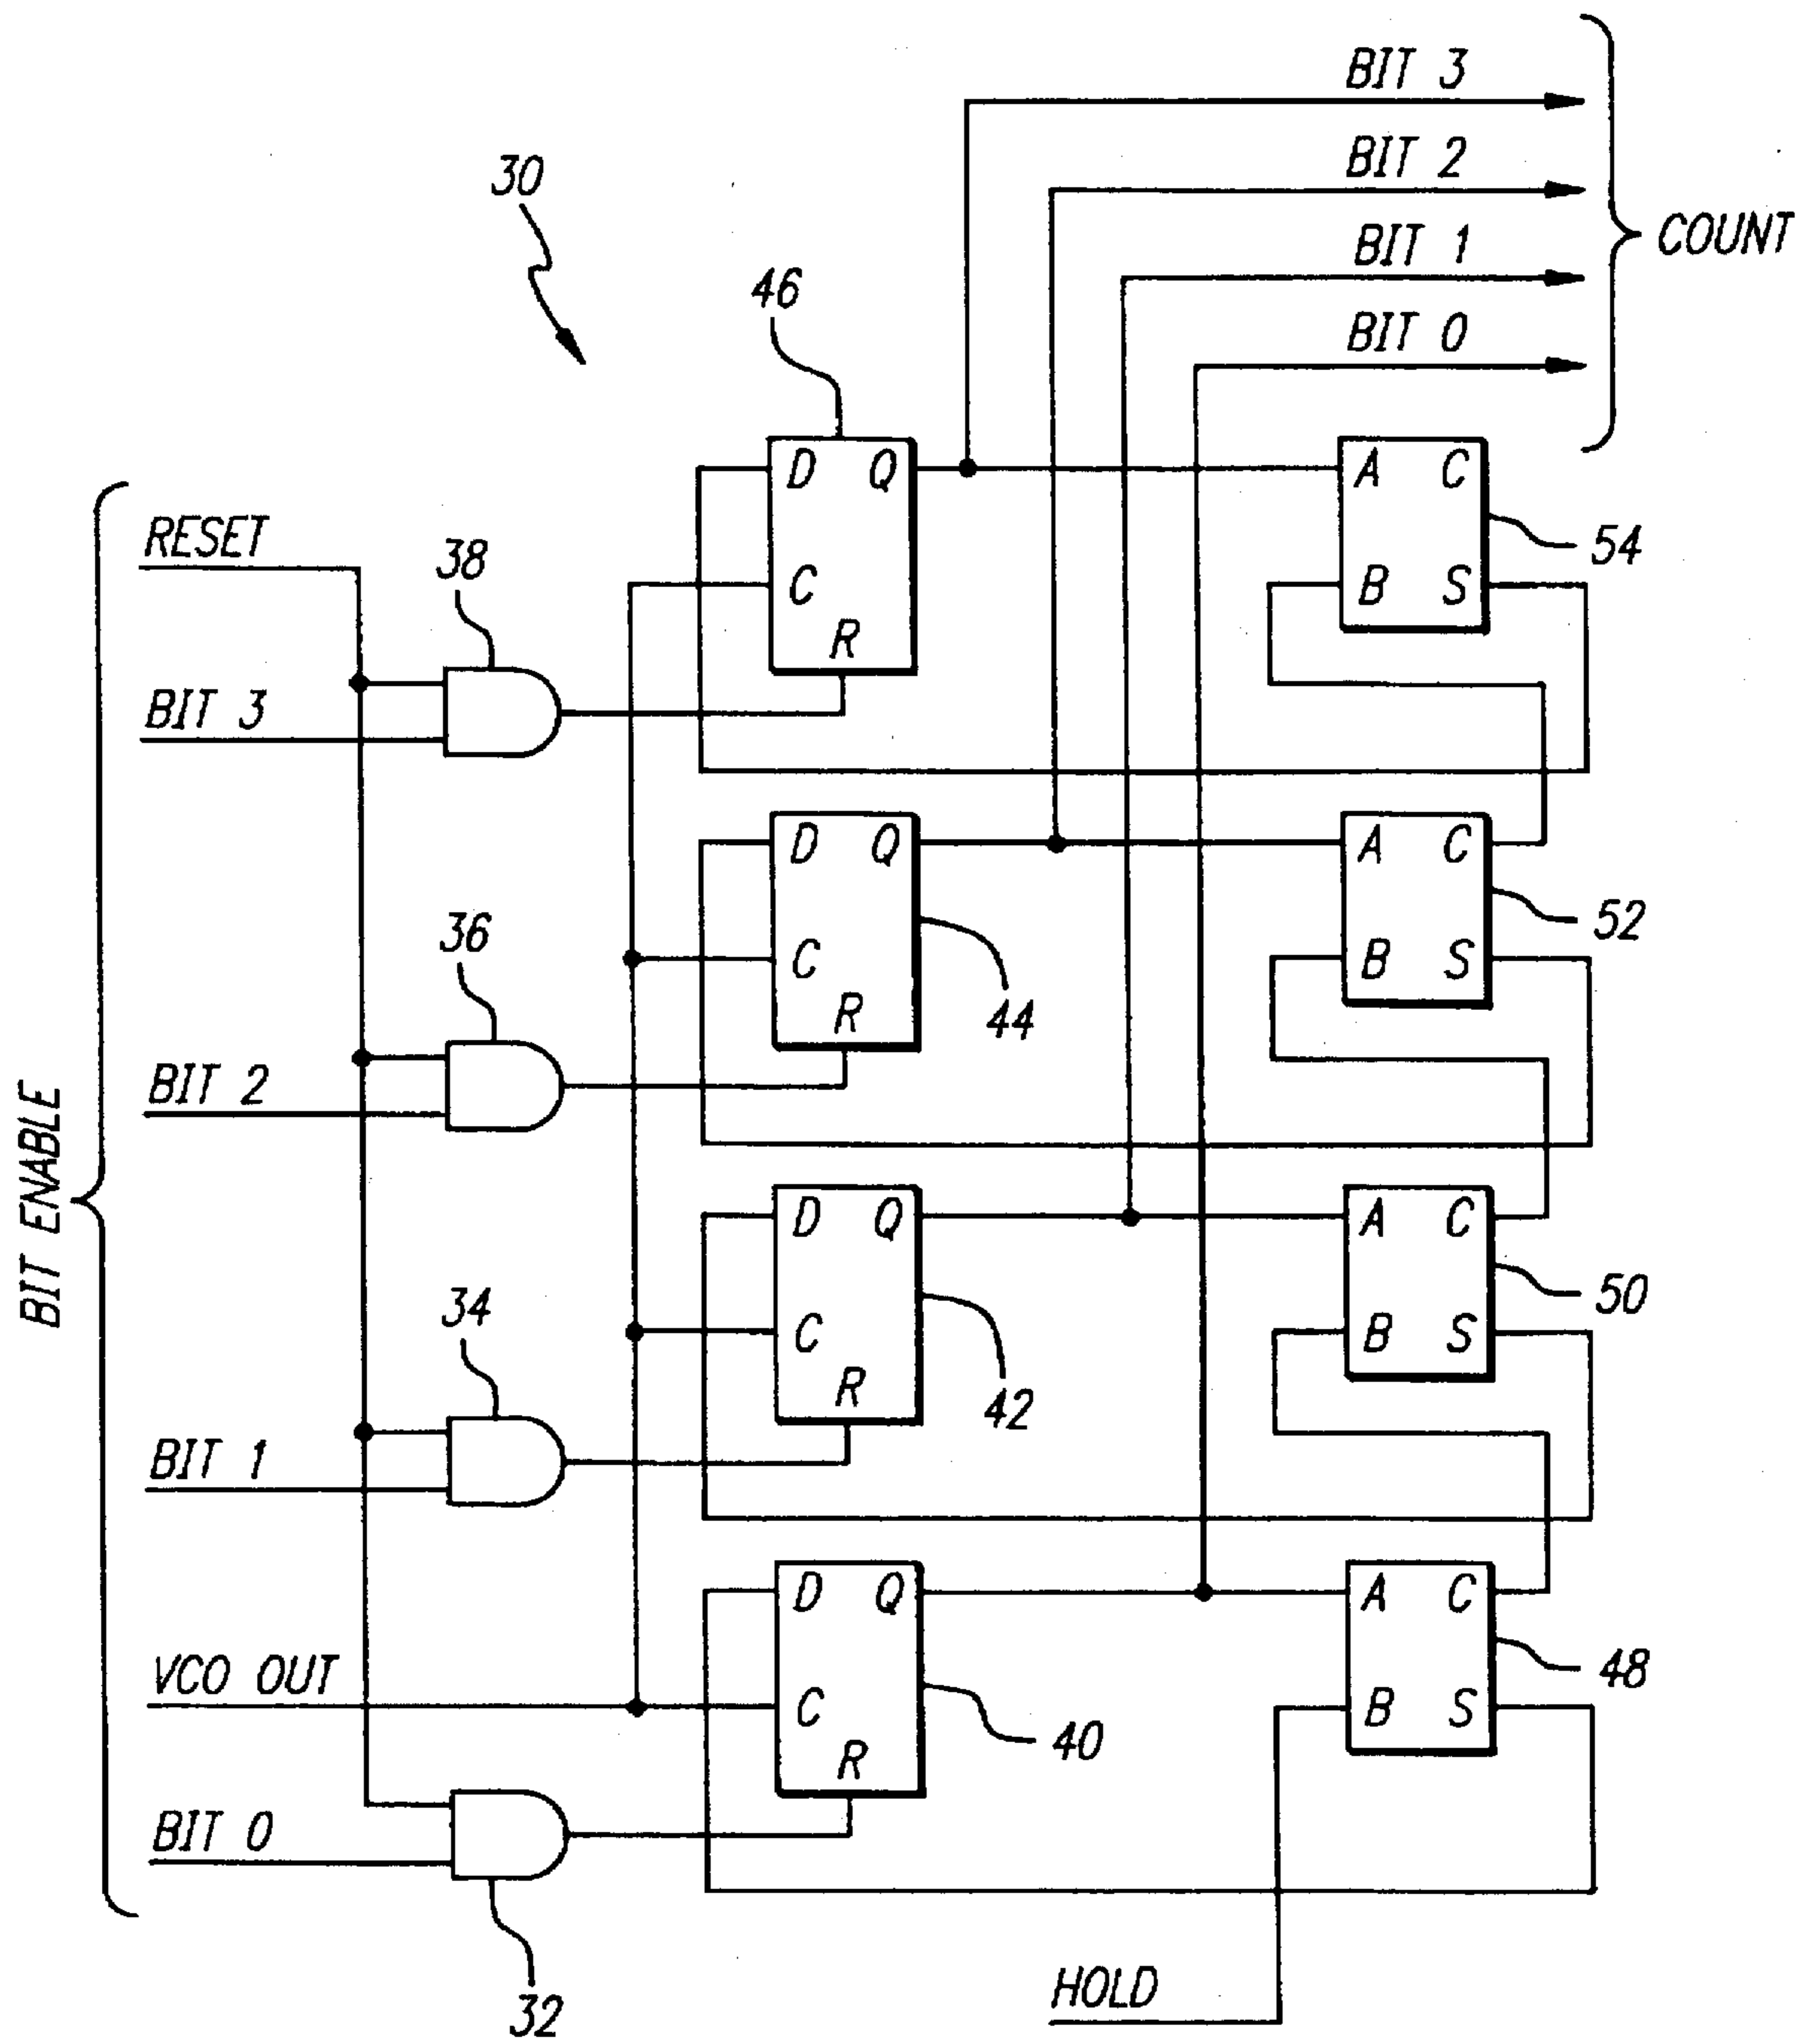 BIT 3
BIT 2
BIT 1
BIT 0
COUNT
30
46
D Q
C
R
A C
B S
54
RESET
38
BIT 3
D Q
C
R
44
A C
B S
52
36
BIT 2
BIT ENABLE
D Q
C
R
42
A C
B S
50
34
BIT 1
D Q
C
R
40
A C
B S
48
VCO OUT
BIT 0
32
HOLD